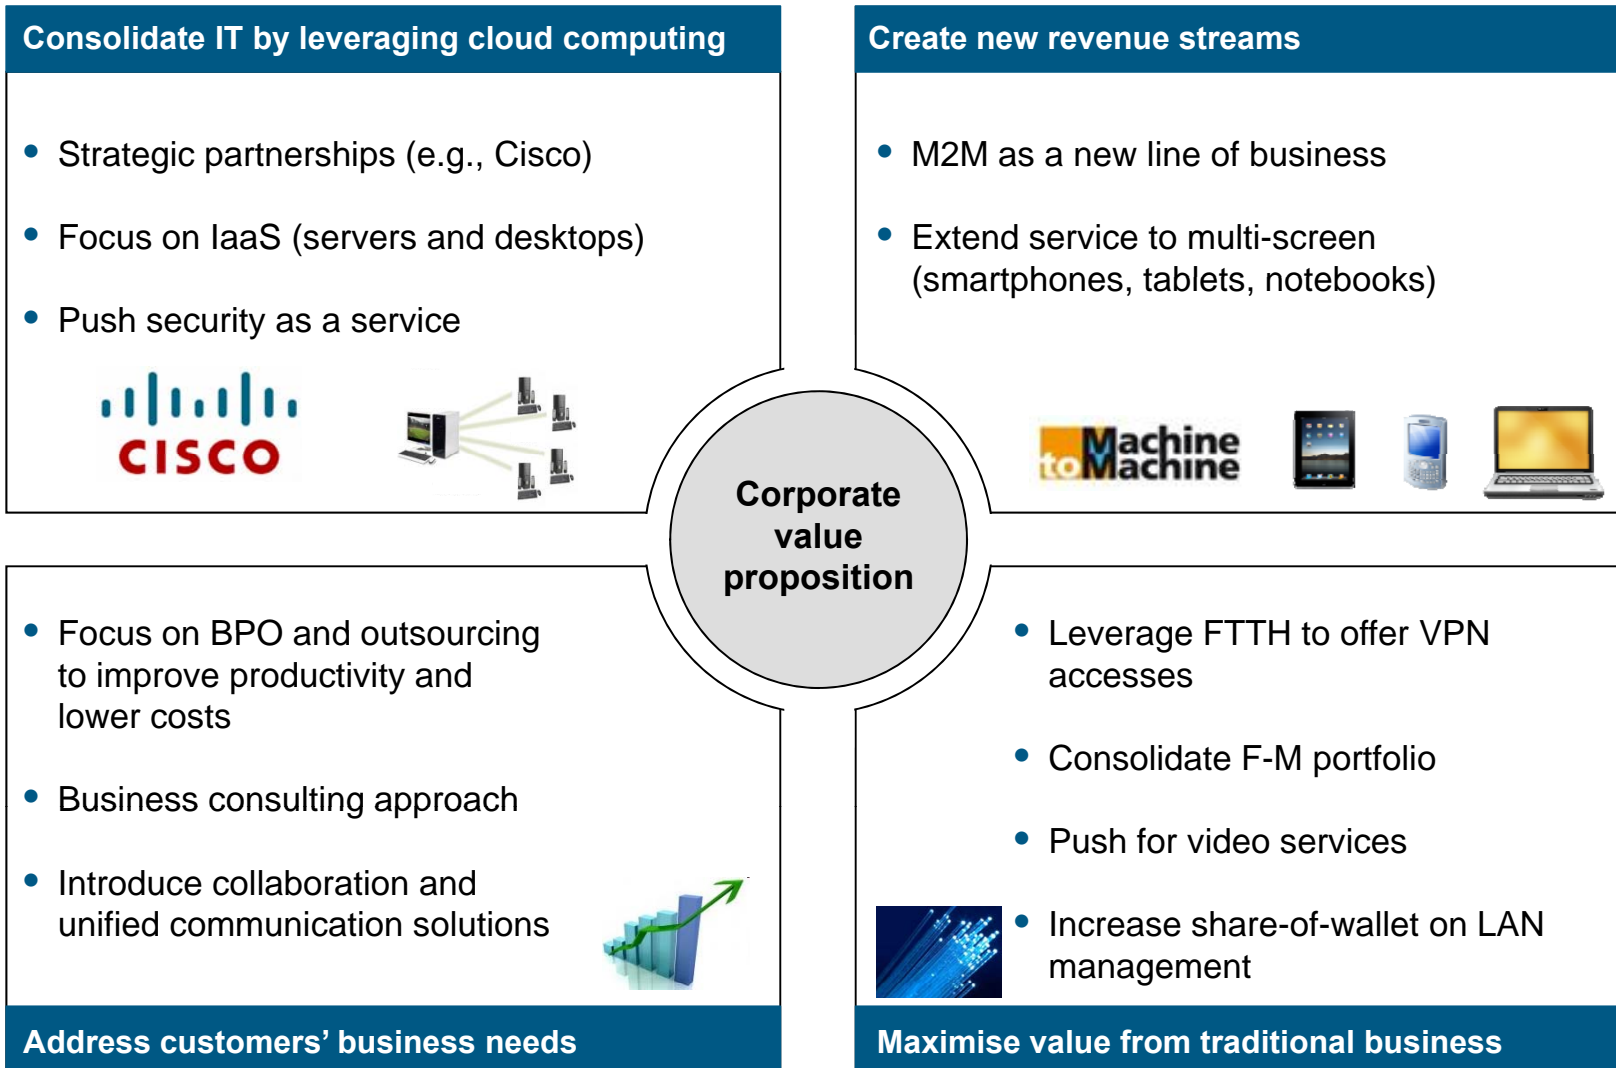 Consolidate IT by leveraging cloud computing
• Strategic partnerships (e.g., Cisco)
• Focus on IaaS (servers and desktops)
• Push security as a service
CISCO
Create new revenue streams
• M2M as a new line of business
• Extend service to multi-screen
(smartphones, tablets, notebooks)
Machine
toMachine
Corporate
value
proposition
• Focus on BPO and outsourcing
to improve productivity and
lower costs
• Business consulting approach
• Introduce collaboration and
unified communication solutions
Address customers’ business needs
• Leverage FTTH to offer VPN
accesses
• Consolidate F-M portfolio
• Push for video services
• Increase share-of-wallet on LAN
management
Maximise value from traditional business